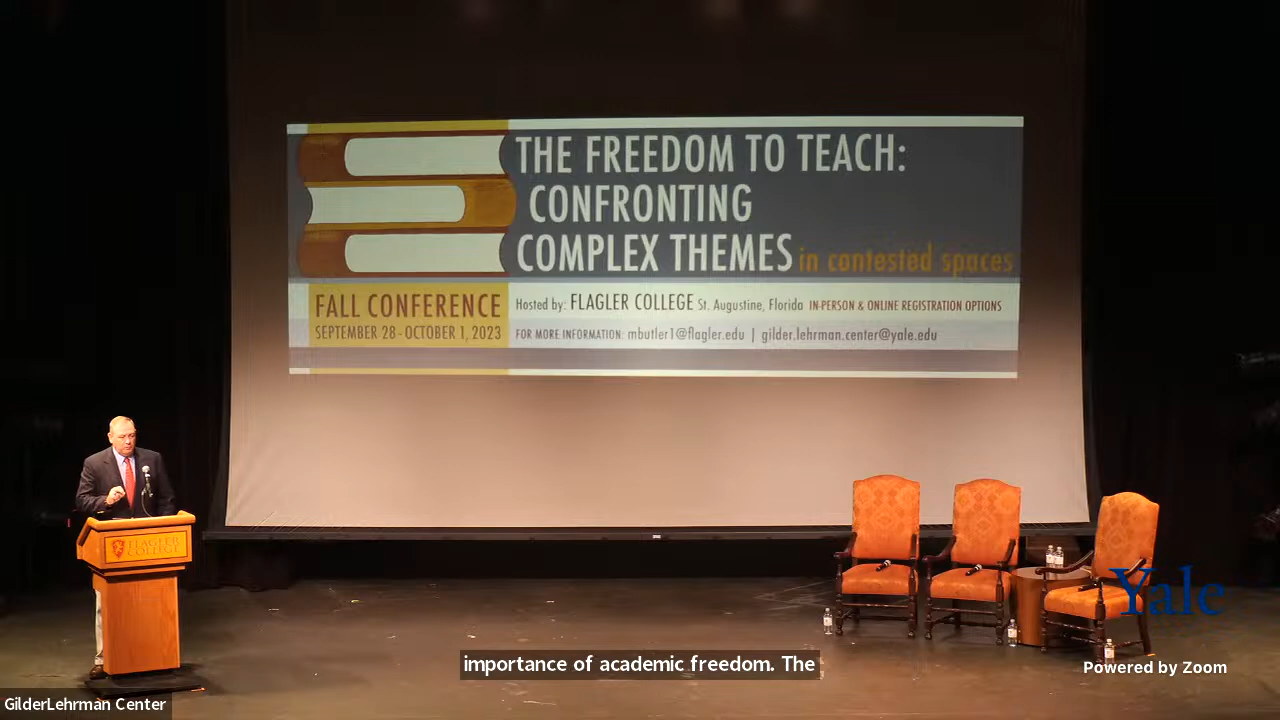 THE FREEDOM TO TEACH:
CONFRONTING
COMPLEX THEMES in contested spaces
FALL CONFERENCE
SEPTEMBER 28 - OCTOBER 1, 2023
Hosted by: FLAGLER COLLEGE St. Augustine, Florida IN-PERSON & ONLINE REGISTRATION OPTIONS
FOR MORE INFORMATION: mbutler1@flagler.edu | gilder.lehrman.center@yale.edu
FLAGLER
COLLEGE
Yale
importance of academic freedom. The
Powered by Zoom
GilderLehrman Center